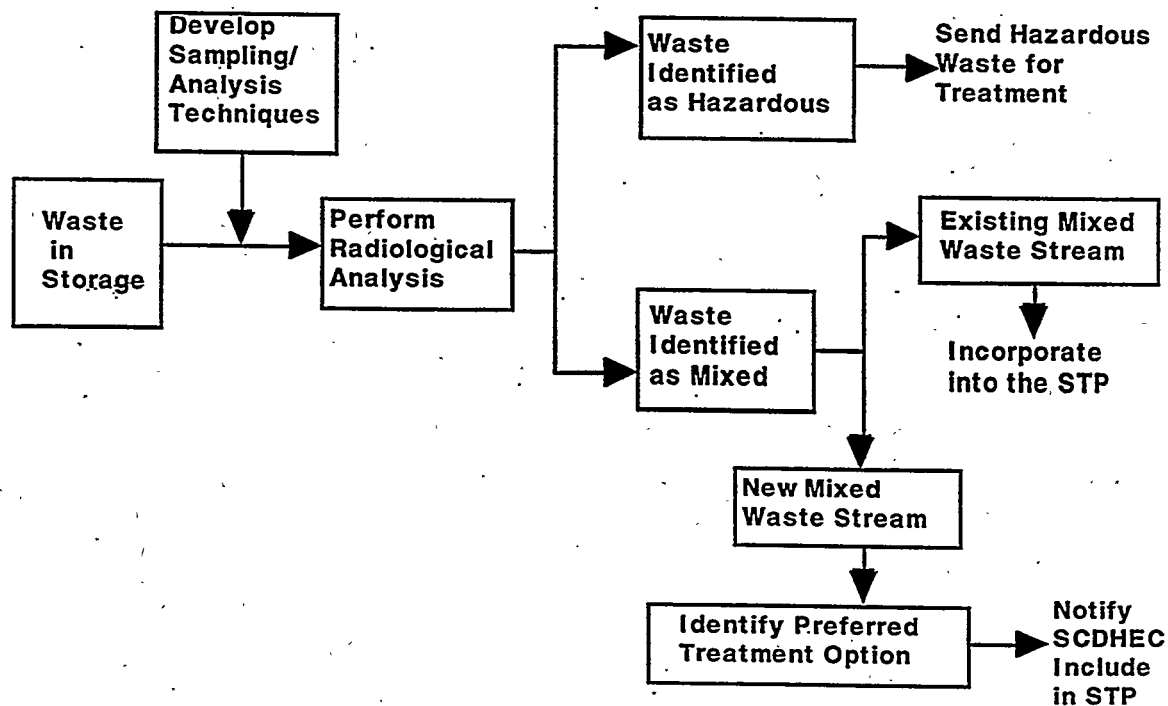 Develop
Sampling/
Analysis
Techniques
Waste
in
Storage
Perform
Radiological
Analysis
Waste
Identified
as Hazardous
Send Hazardous
Waste for
Treatment
Waste
Identified
as Mixed
Existing Mixed
Waste Stream
Incorporate
into the STP
New Mixed
Waste Stream
Identify Preferred
Treatment Option
Notify
SCDHEC
Include
in STP